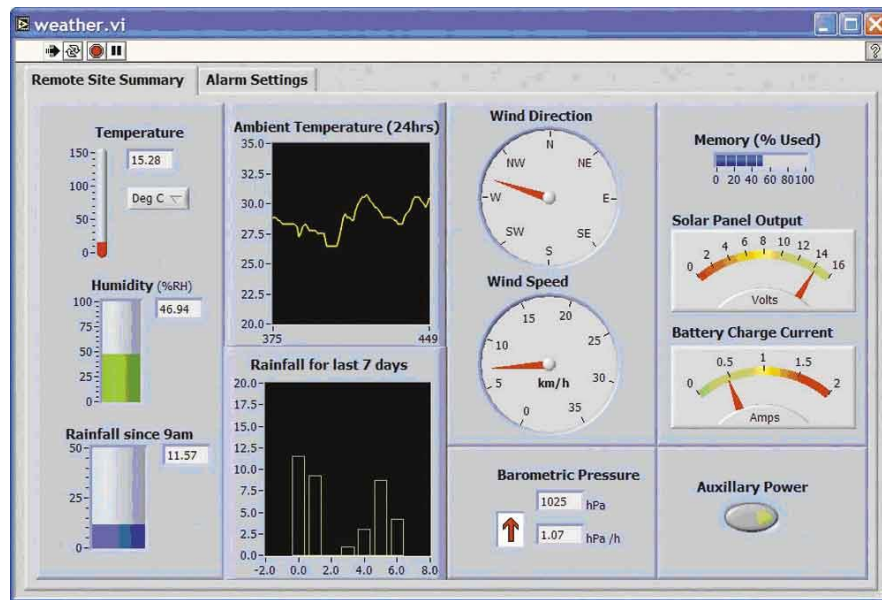 weather.vi
?
Remote Site Summary
Alarm Settings
Temperature
150
100
50
0
15.28
Deg C
Humidity (%RH)
100
75
50
25
0
46.94
Rainfall since 9am
50
25
0
11.57
Ambient Temperature (24hrs)
35.0
32.5
30.0
27.5
25.0
22.5
20.0
375 449
Rainfall for last 7 days
20.0
17.5
15.0
12.5
10.0
7.5
5.0
2.5
0.0
-2.0 0.0 2.0 4.0 6.0 8.0
Wind Direction
N
NW NE
W E
SW SE
S
Wind Speed
15 20
10 25
5 30
0 35
km/h
Barometric Pressure
1025 hPa
1.07 hPa /h
Memory (% Used)
0 20 40 60 80 100
Solar Panel Output
0 2 4 6 8 10 12 14 16
Volts
Battery Charge Current
0 0.5 1 1.5 2
Amps
Auxillary Power